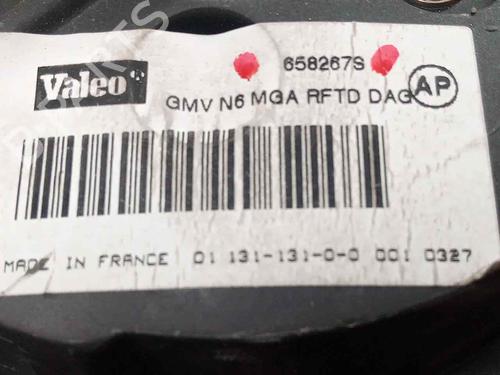 Valeo
658267S
GMV N6 MGA RFTD DAG
AP
MADE IN FRANCE 01 131-131-0-0 001 0327